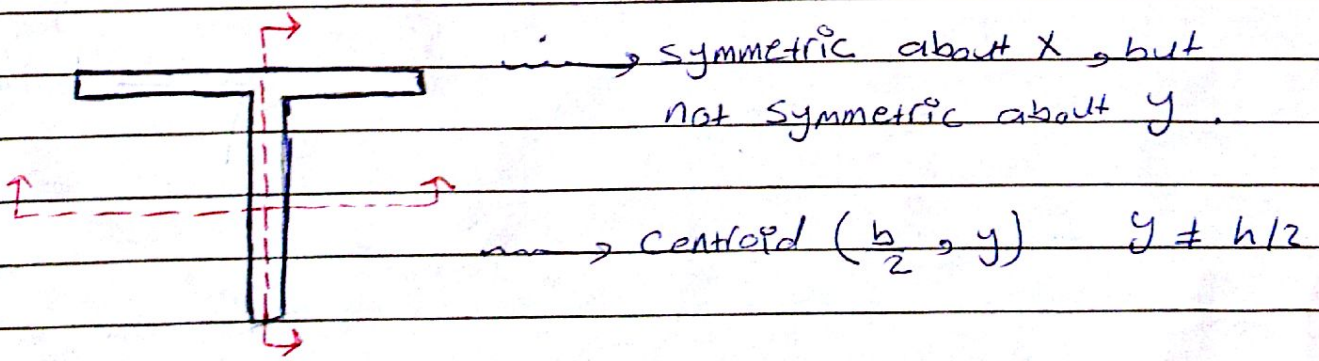 symmetric about x, but
not symmetric about y.
centroid (b/2, y) y ≠ h/2